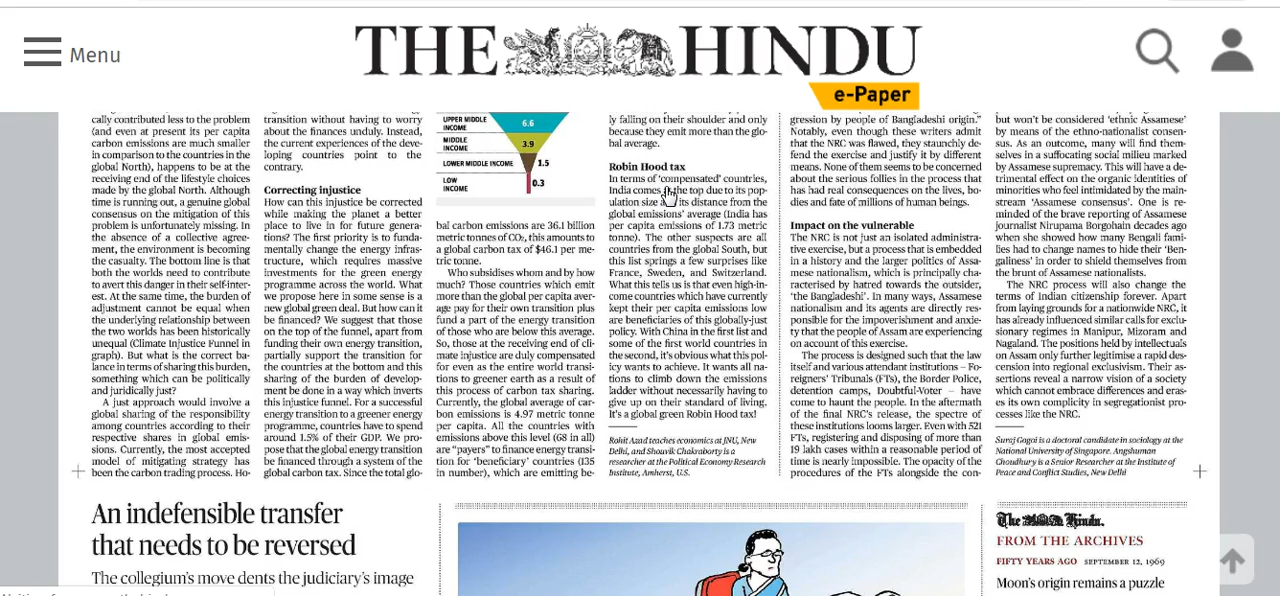 Menu
THE HINDU
e-Paper
cally contributed less to the problem
(and even at present its per capita
carbon emissions are much smaller
in comparison to the countries in the
global North), happens to be at the
receiving end of the lifestyle choices
made by the global North. Although
time is running out, a genuine global
consensus on the mitigation of this
problem is unfortunately missing. In
the absence of a collective agree-
ment, the environment is becoming
the casualty. The bottom line is that
both the worlds need to contribute
to avert this danger in their self-inter-
est. At the same time, the burden of
adjustment cannot be equal when
the underlying relationship between
the two worlds has been historically
unequal (Climate Injustice Funnel in
graph). But what is the correct ba-
lance in terms of sharing this burden,
something which can be politically
and juridically just?
A just approach would involve a
global sharing of the responsibility
among countries according to their
respective shares in global emis-
sions. Currently, the most accepted
model of mitigating strategy has
been the carbon trading process. Ho-
transition without having to worry
about the finances unduly. Instead,
the current experiences of the deve-
loping countries point to the
contrary.
Correcting injustice
How can this injustice be corrected
while making the planet a better
place to live in for future genera-
tions? The first priority is to funda-
mentally change the energy infras-
tructure, which requires massive
investments for the green energy
programme across the world. What
we propose here in some sense is a
new global green deal. But how can it
be financed? We suggest that those
on the top of the funnel, apart from
funding their own energy transition,
partially support the transition for
the countries at the bottom and this
sharing of the burden of develop-
ment be done in a way which inverts
this injustice funnel. For a successful
energy transition to a greener energy
programme, countries have to spend
around 1.5% of their GDP. We pro-
pose that the global energy transition
be financed through a system of the
global carbon tax. Since the total glo-
UPPER MIDDLE
INCOME 6.6
MIDDLE
INCOME 3.9
LOWER MIDDLE INCOME 1.5
LOW
INCOME 0.3
bal carbon emissions are 36.1 billion
metric tonnes of CO₂, this amounts to
a global carbon tax of $46.1 per me-
tric tonne.
Who subsidises whom and by how
much? Those countries which emit
more than the global per capita aver-
age pay for their own transition plus
fund a part of the energy transition
of those who are below this average.
So, those at the receiving end of cli-
mate injustice are duly compensated
for even as the entire world transi-
tions to greener earth as a result of
this process of carbon tax sharing.
Currently, the global average of car-
bon emissions is 4.97 metric tonne
per capita. All the countries with
emissions above this level (68 in all)
are “payers” to finance energy transi-
tion for ‘beneficiary’ countries (135
in number), which are emitting be-
ly falling on their shoulder and only
because they emit more than the glo-
bal average.
Robin Hood tax
In terms of ‘compensated’ countries,
India comes the top due to its pop-
ulation size its distance from the
global emissions’ average (India has
per capita emissions of 1.73 metric
tonne). The other suspects are all
countries from the global South, but
this list springs a few surprises like
France, Sweden, and Switzerland.
What this tells us is that even high-in-
come countries which have currently
kept their per capita emissions low
are beneficiaries of this globally-just
policy. With China in the first list and
some of the first world countries in
the second, it’s obvious what this pol-
icy wants to achieve. It wants all na-
tions to climb down the emissions
ladder without necessarily having to
give up on their standard of living.
It’s a global green Robin Hood tax!
Rohit Azad teaches economics at JNU, New
Delhi, and Shouvik Chakraborty is a
researcher at the Political Economy Research
Institute, Amherst, U.S.
gression by people of Bangladeshi origin.”
Notably, even though these writers admit
that the NRC was flawed, they staunchly de-
fend the exercise and justify it by different
means. None of them seems to be concerned
about the serious follies in the process that
has had real consequences on the lives, bo-
dies and fate of millions of human beings.
Impact on the vulnerable
The NRC is not just an isolated administra-
tive exercise, but a process that is embedded
in a history and the larger politics of Assa-
mese nationalism, which is principally cha-
racterised by hatred towards the outsider,
‘the Bangladeshi’. In many ways, Assamese
nationalism and its agents are directly res-
ponsible for the impoverishment and anxie-
ty that the people of Assam are experiencing
on account of this exercise.
The process is designed such that the law
itself and various attendant institutions – Fo-
reigners’ Tribunals (FTs), the Border Police,
detention camps, Doubtful-Voter – have
come to haunt the people. In the aftermath
of the final NRC’s release, the spectre of
these institutions looms larger. Even with 521
FTs, registering and disposing of more than
19 lakh cases within a reasonable period of
time is nearly impossible. The opacity of the
procedures of the FTs alongside the con-
but won’t be considered ‘ethnic Assamese’
by means of the ethno-nationalist consen-
sus. As an outcome, many will find them-
selves in a suffocating social milieu marked
by Assamese supremacy. This will have a de-
trimental effect on the organic identities of
minorities who feel intimidated by the main-
stream ‘Assamese consensus’. One is re-
minded of the brave reporting of Assamese
journalist Nirupama Borgohain decades ago
when she showed how many Bengali fami-
lies had to change names to hide their ‘Ben-
galiness’ in order to shield themselves from
the brunt of Assamese nationalists.
The NRC process will also change the
terms of Indian citizenship forever. Apart
from laying grounds for a nationwide NRC, it
has already influenced similar calls for exclu-
sionary regimes in Manipur, Mizoram and
Nagaland. The positions held by intellectuals
on Assam only further legitimise a rapid des-
cension into regional exclusivism. Their as-
sertions reveal a narrow vision of a society
which cannot embrace differences and eras-
es its own complicity in segregationist pro-
cesses like the NRC.
Suraj Gogoi is a doctoral candidate in sociology at the
National University of Singapore. Angshuman
Choudhury is a Senior Researcher at the Institute of
Peace and Conflict Studies, New Delhi
An indefensible transfer
that needs to be reversed
The collegium’s move dents the judiciary’s image
The Hindu.
FROM THE ARCHIVES
FIFTY YEARS AGO SEPTEMBER 12, 1969
Moon’s origin remains a puzzle